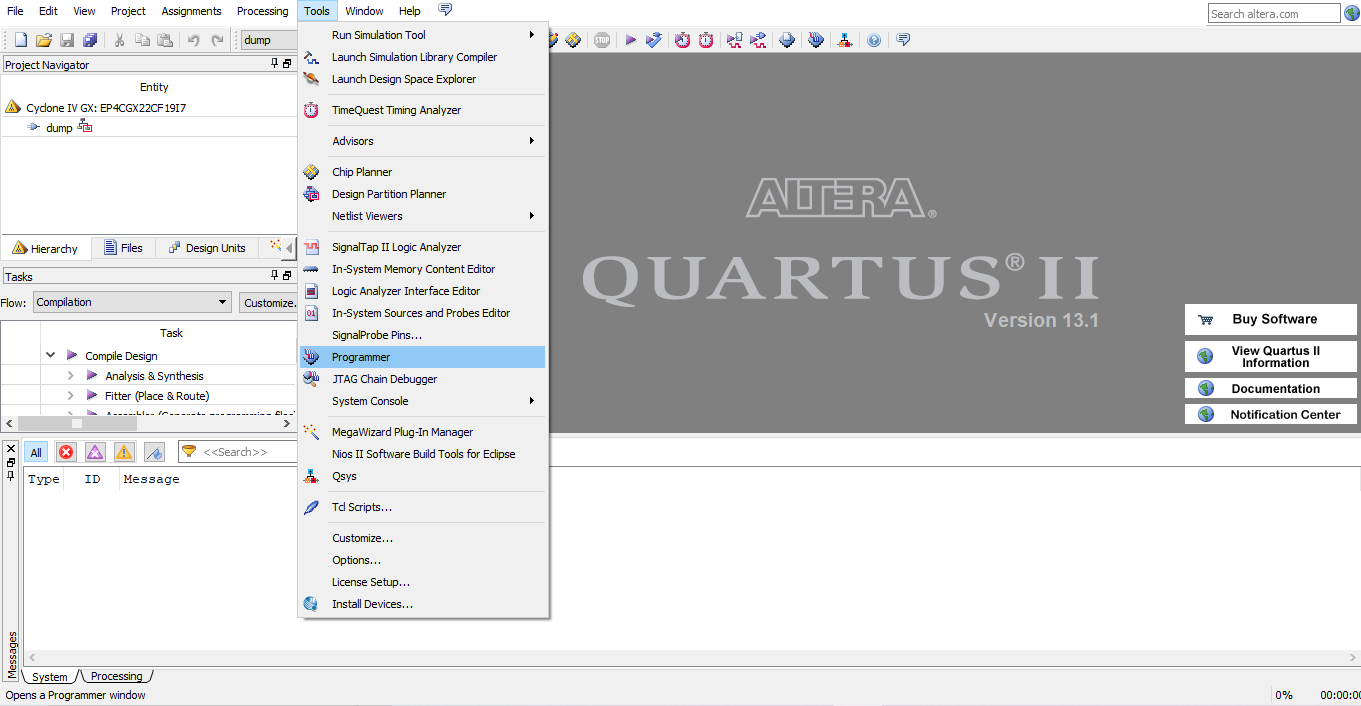 File Edit View Project Assignments Processing Tools Window Help
Search altera.com
dump
STOP
Project Navigator
Entity
Cyclone IV GX: EP4CGX22CF19I7
dump
Hierarchy Files Design Units
Tasks
Flow: Compilation Customize.
Task
Compile Design
Analysis & Synthesis
Fitter (Place & Route)
Assembler (Generate programming files)
Run Simulation Tool
Launch Simulation Library Compiler
Launch Design Space Explorer
TimeQuest Timing Analyzer
Advisors
Chip Planner
Design Partition Planner
Netlist Viewers
SignalTap II Logic Analyzer
In-System Memory Content Editor
Logic Analyzer Interface Editor
In-System Sources and Probes Editor
SignalProbe Pins...
Programmer
JTAG Chain Debugger
System Console
MegaWizard Plug-In Manager
Nios II Software Build Tools for Eclipse
Qsys
Tcl Scripts...
Customize...
Options...
License Setup...
Install Devices...
ALTERA®
QUARTUS® II
Version 13.1
Buy Software
View Quartus II
Information
Documentation
Notification Center
All <<Search>>
Type ID Message
Messages
System Processing
Opens a Programmer window
0% 00:00:00